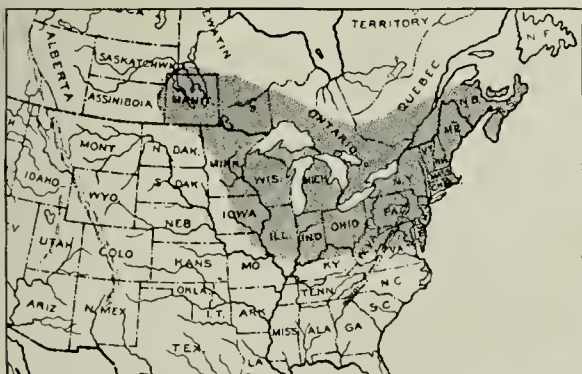 TERRITORY
N.F.
ALBERTA
SASKATCHWA
ASSINIBOIA
MANIT
ONTARIO
QUEBEC
N.B.
ME.
MONT
N. DAK.
S. DAK.
MINN.
WIS.
MICH.
N.Y.
VT.
IDAHO
WYO
NEB
IOWA
ILL.
IND
OHIO
PA.
UTAH
COLO
KANS
MO
KY
W.VA
VA.
ARIZ
N. MEX
OKLA.
I.T.
ARK
TENN.
N C
S.C.
TEX.
LA
MISS.
ALA
GA